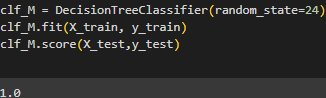 clf_M = DecisionTreeClassifier(random_state=24)
clf_M.fit(X_train, y_train)
clf_M.score(X_test,y_test)
1.0